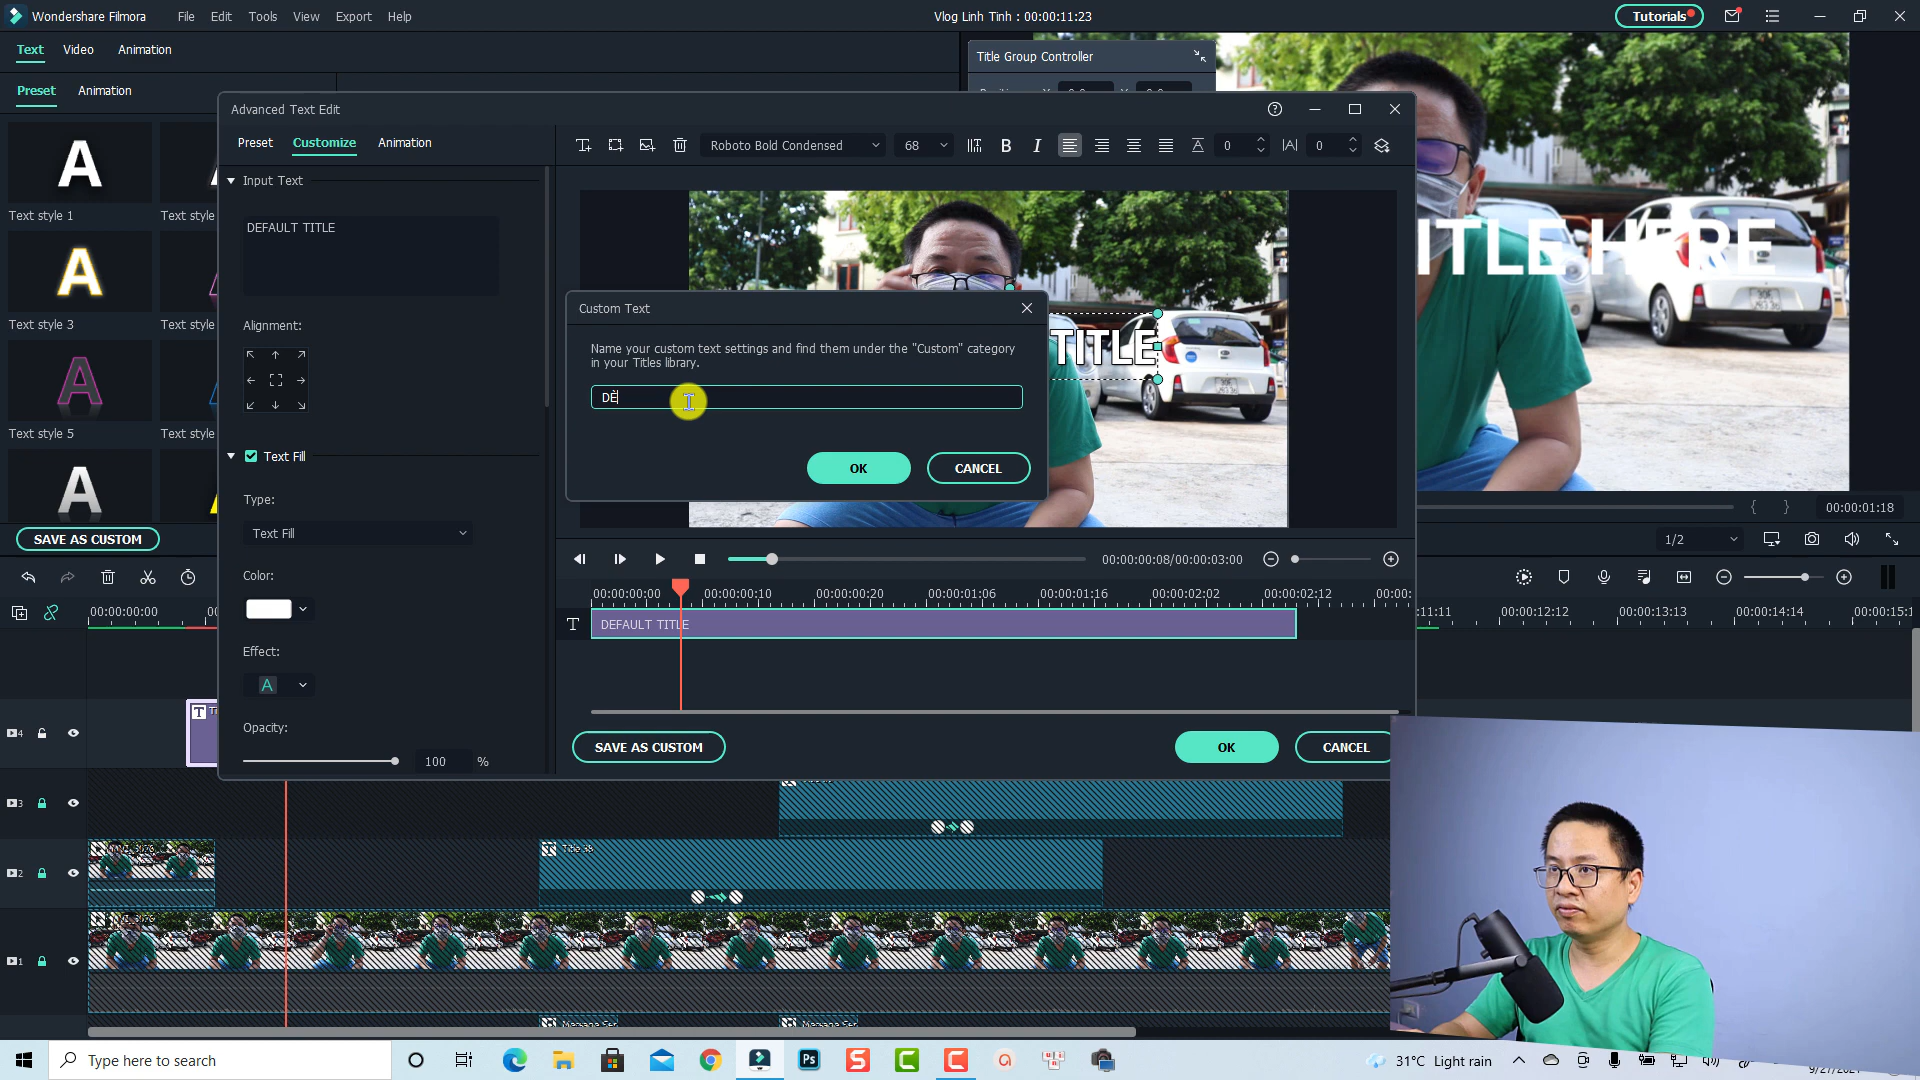 Wondershare Filmora File Edit Tools View Export Help Vlog Linh Tinh : 00:00:11:23 Tutorials
Text Video Animation
Title Group Controller
Preset Animation
Advanced Text Edit
Preset Customize Animation
Roboto Bold Condensed 68 B I 0 0
Input Text
DEFAULT TITLE
Text style 1
Text style 3
Text style 5
Alignment:
Text Fill
Type:
Text Fill
Color:
Effect:
Opacity:
100 %
SAVE AS CUSTOM
TITLE
ITLE HERE
Custom Text
Name your custom text settings and find them under the "Custom" category
in your Titles library.
DÈ
OK CANCEL
00:00:00:08/00:00:03:00
00:00:00:00 00:00:00:10 00:00:00:20 00:00:01:06 00:00:01:16 00:00:02:02 00:00:02:12
DEFAULT TITLE
SAVE AS CUSTOM OK CANCEL
00:00:01:18
1/2
00:00:00:00 00:00:12:12 00:00:13:13 00:00:14:14
4
3
2
1
Title 38
Type here to search
31°C Light rain